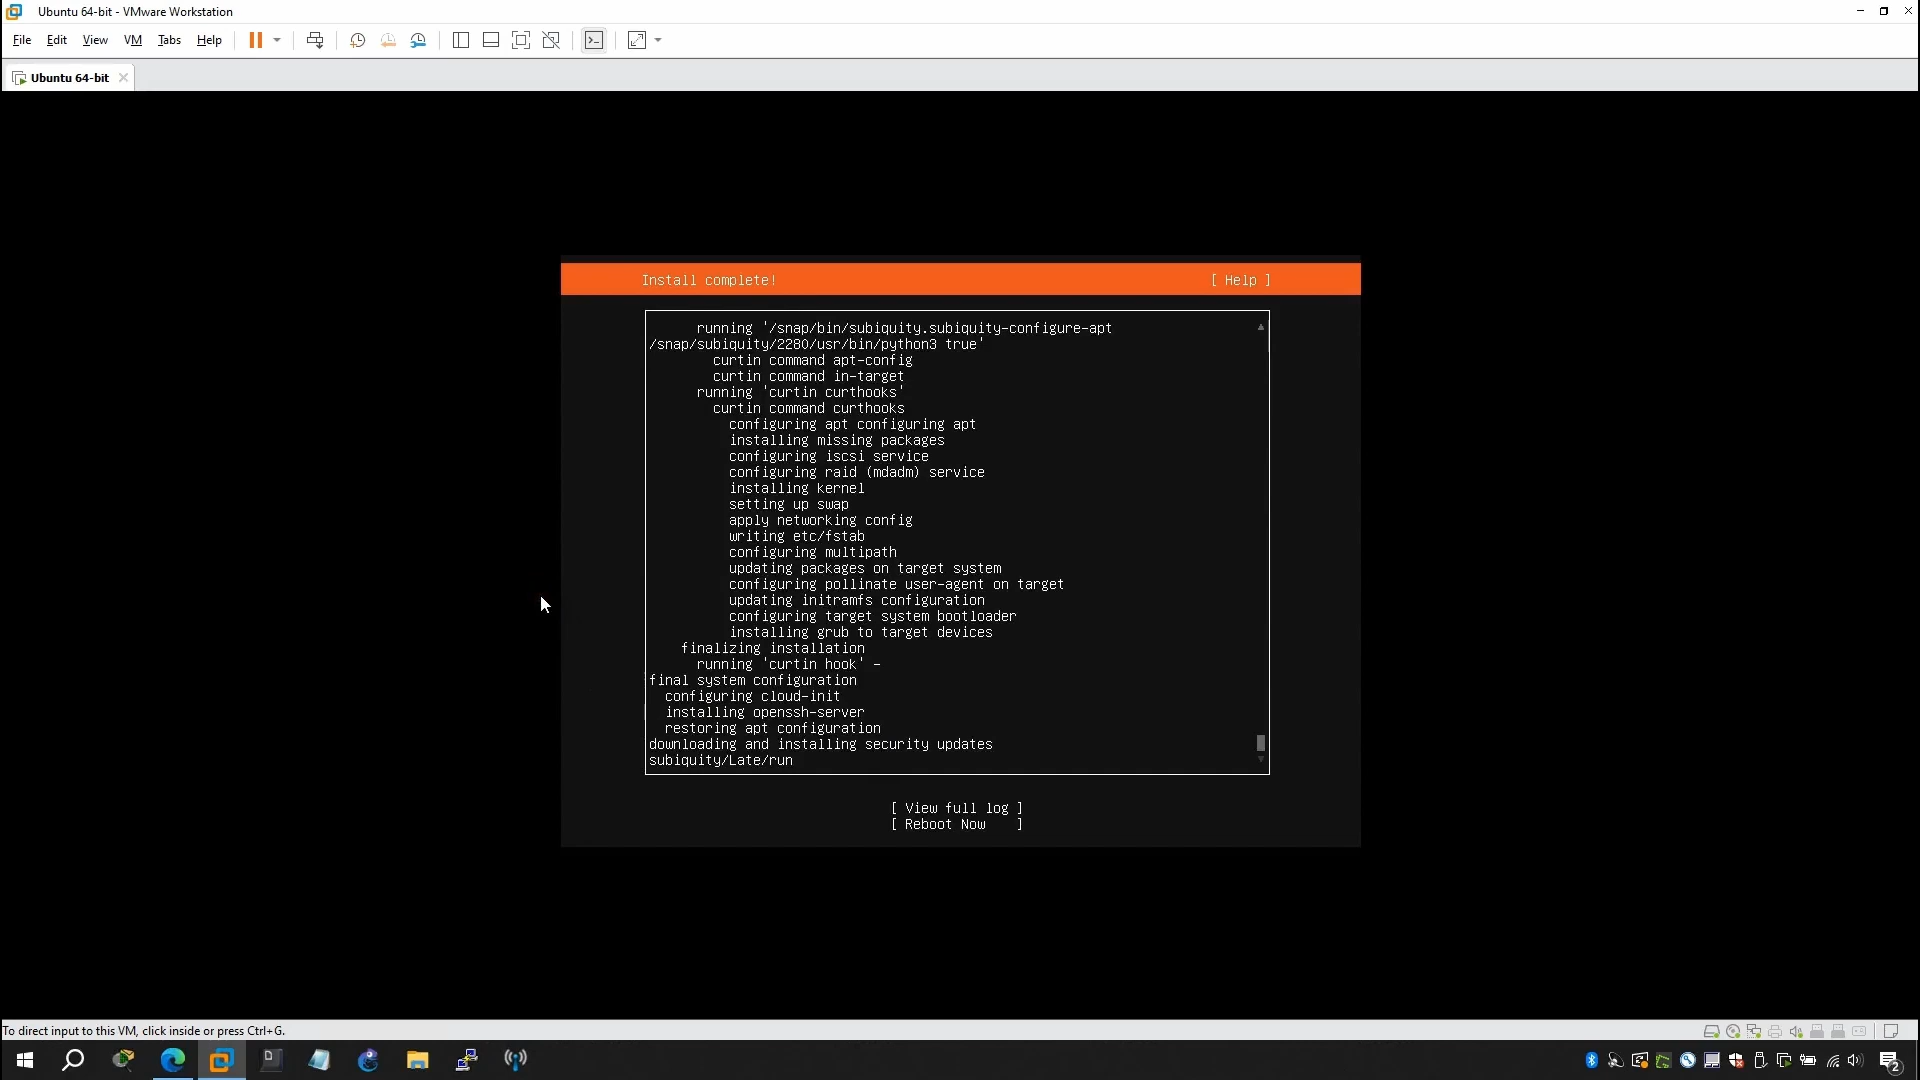 Ubuntu 64-bit - VMware Workstation
File Edit View VM Tabs Help
Ubuntu 64-bit
Install complete! [ Help ]
running '/snap/bin/subiquity.subiquity-configure-apt
/snap/subiquity/2280/usr/bin/python3 true'
curtin command apt-config
curtin command in-target
running 'curtin curthooks'
curtin command curthooks
configuring apt configuring apt
installing missing packages
configuring iscsi service
configuring raid (mdadm) service
installing kernel
setting up swap
apply networking config
writing etc/fstab
configuring multipath
updating packages on target system
configuring pollinate user-agent on target
updating initramfs configuration
configuring target system bootloader
installing grub to target devices
finalizing installation
running 'curtin hook' -
final system configuration
configuring cloud-init
installing openssh-server
restoring apt configuration
downloading and installing security updates
subiquity/Late/run
[ View full log ]
[ Reboot Now ]
To direct input to this VM, click inside or press Ctrl+G.
2